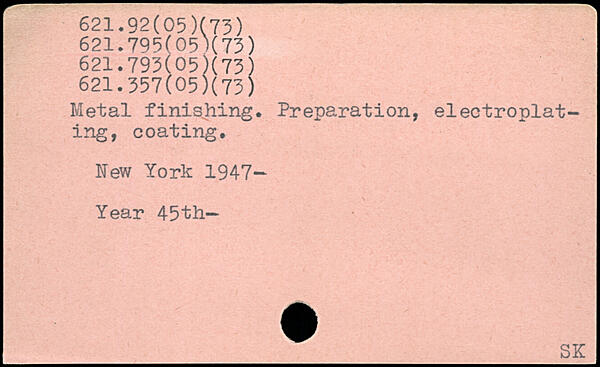 621.92(05)(73)
621.795(05)(73)
621.793(05)(73)
621.357(05)(73)
Metal finishing. Preparation, electroplat-
ing, coating.
New York 1947-
Year 45th-
SK